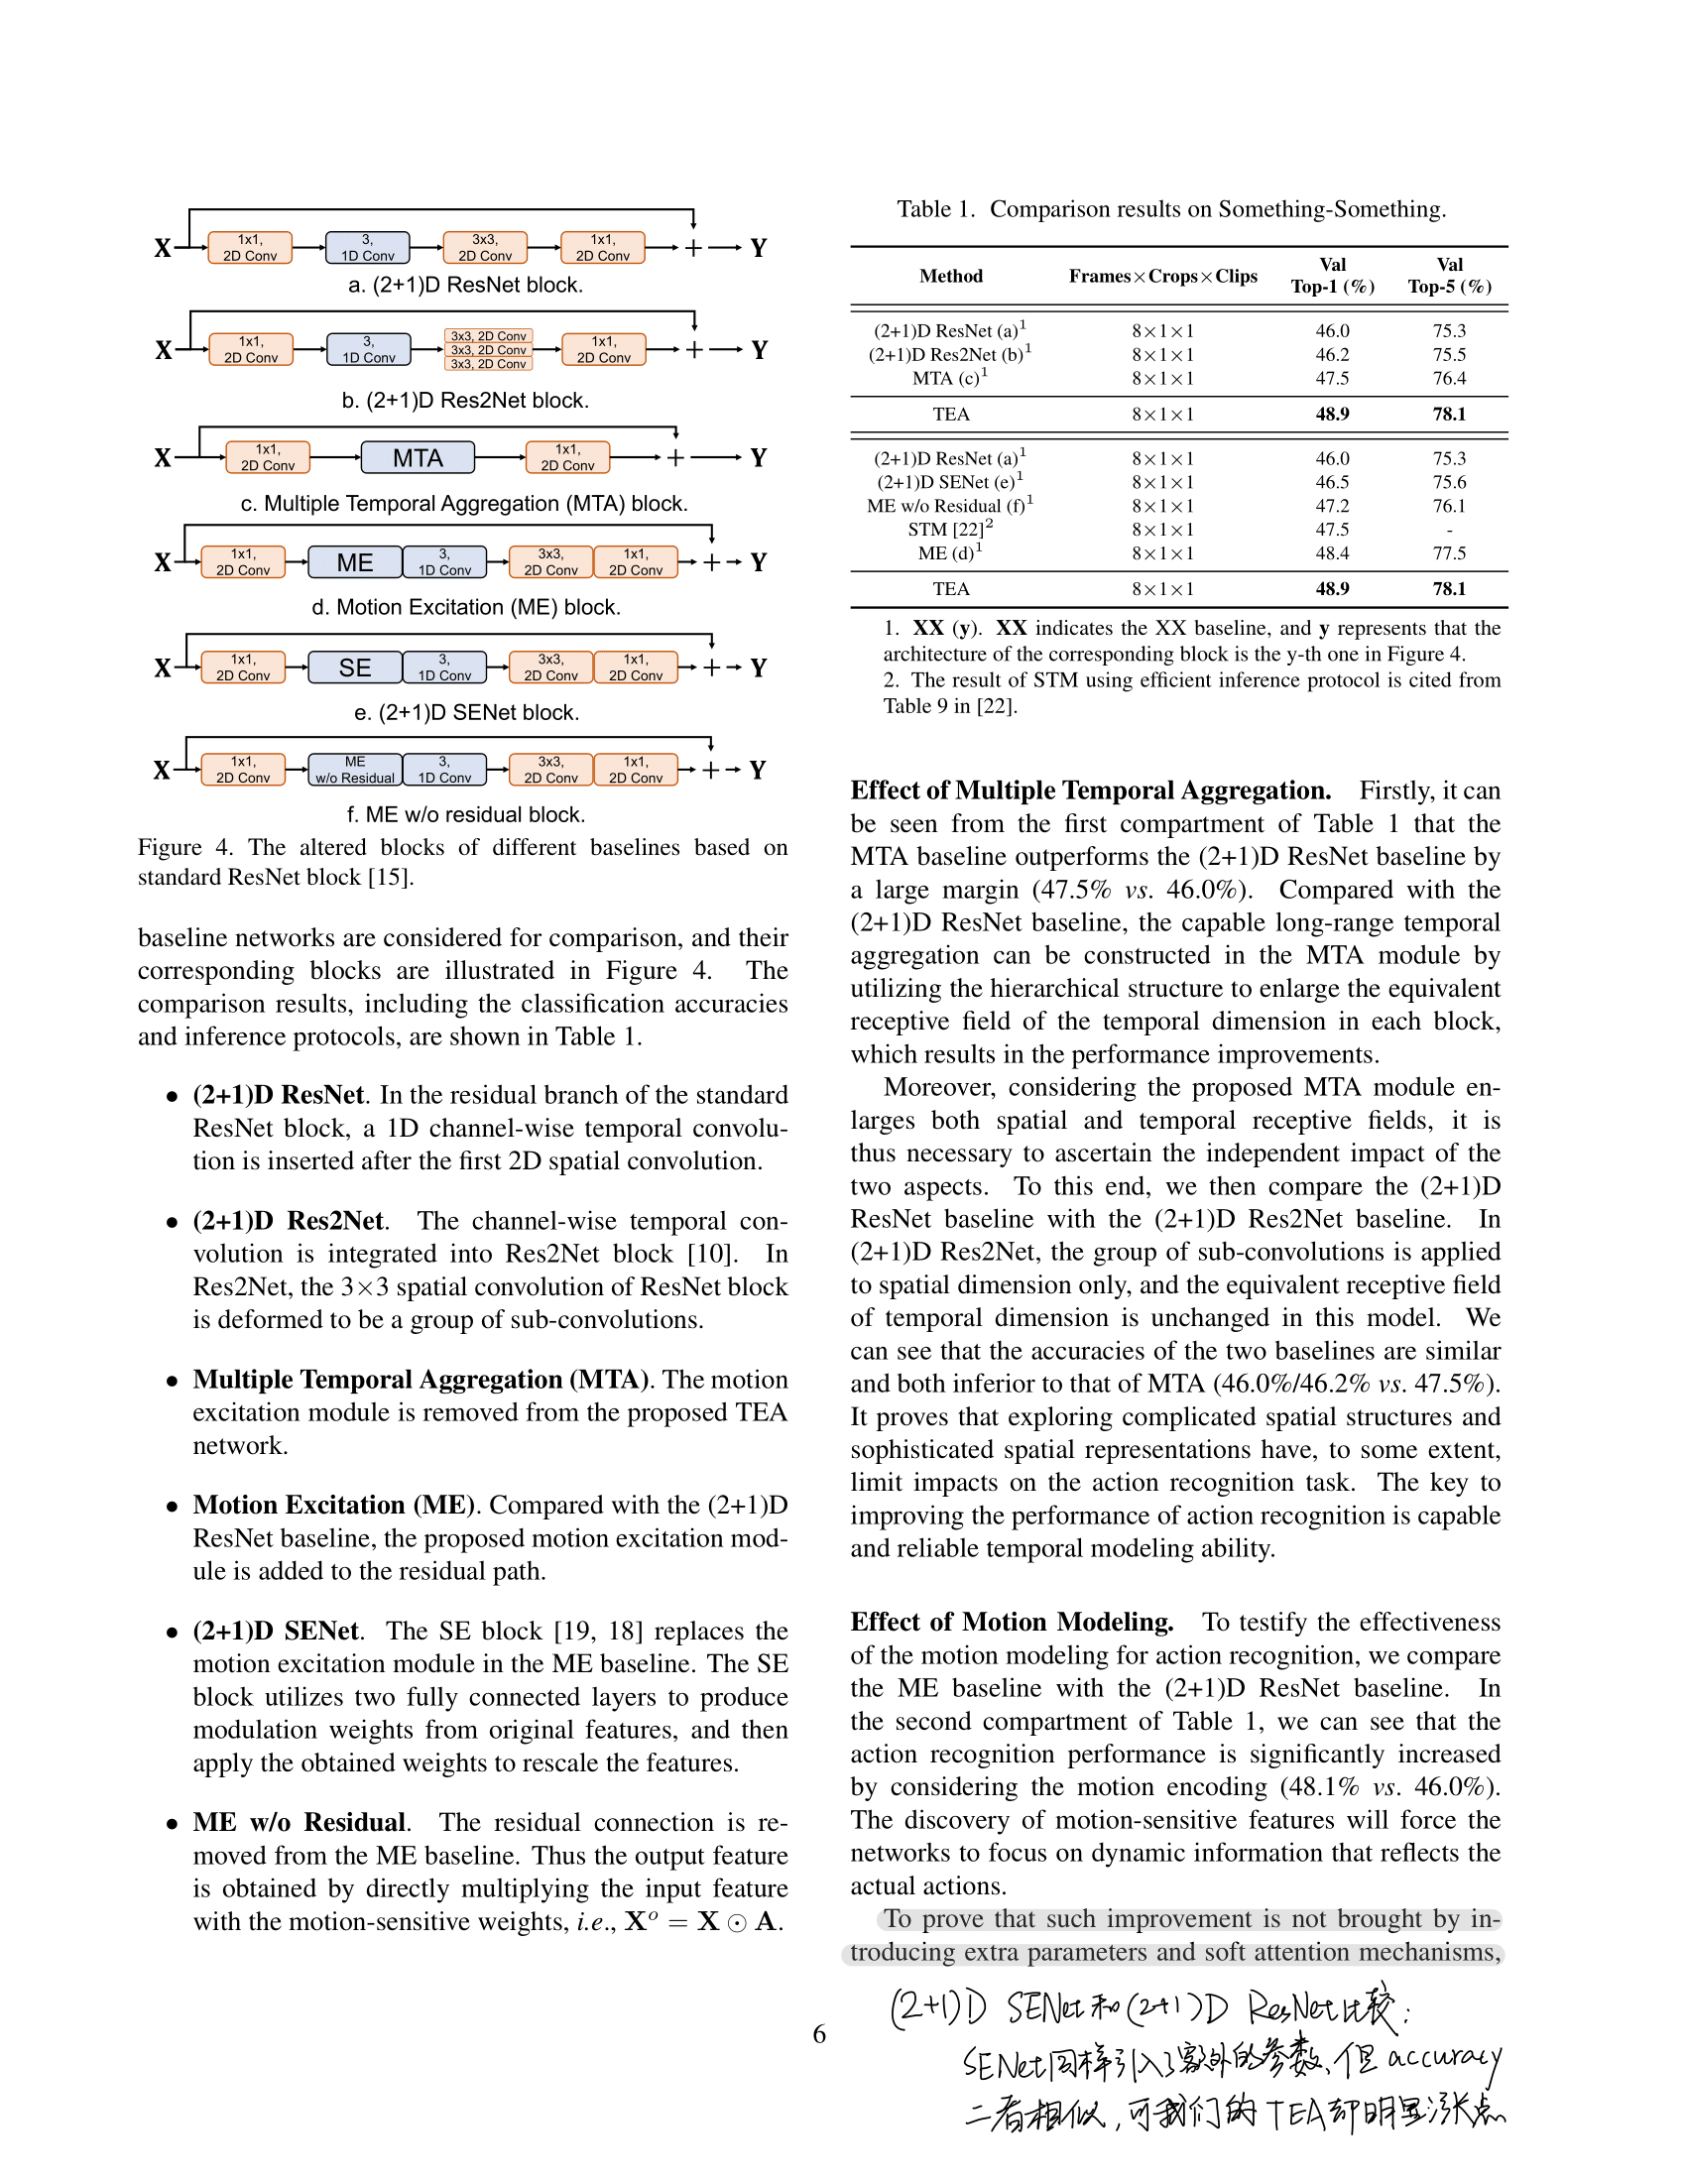 X
1x1,
2D Conv
3,
1D Conv
3x3,
2D Conv
1x1,
2D Conv
+
Y
a. (2+1)D ResNet block.
X
1x1,
2D Conv
3,
1D Conv
3x3, 2D Conv
3x3, 2D Conv
3x3, 2D Conv
1x1,
2D Conv
+
Y
b. (2+1)D Res2Net block.
X
1x1,
2D Conv
MTA
1x1,
2D Conv
+
Y
c. Multiple Temporal Aggregation (MTA) block.
X
1x1,
2D Conv
ME
3,
1D Conv
3x3,
2D Conv
1x1,
2D Conv
+
Y
d. Motion Excitation (ME) block.
X
1x1,
2D Conv
SE
3,
1D Conv
3x3,
2D Conv
1x1,
2D Conv
+
Y
e. (2+1)D SENet block.
X
1x1,
2D Conv
ME
w/o Residual
3,
1D Conv
3x3,
2D Conv
1x1,
2D Conv
+
Y
f. ME w/o residual block.
Figure 4. The altered blocks of different baselines based on
standard ResNet block [15].
baseline networks are considered for comparison, and their
corresponding blocks are illustrated in Figure 4. The
comparison results, including the classification accuracies
and inference protocols, are shown in Table 1.
• (2+1)D ResNet. In the residual branch of the standard
ResNet block, a 1D channel-wise temporal convolu-
tion is inserted after the first 2D spatial convolution.
• (2+1)D Res2Net. The channel-wise temporal con-
volution is integrated into Res2Net block [10]. In
Res2Net, the 3×3 spatial convolution of ResNet block
is deformed to be a group of sub-convolutions.
• Multiple Temporal Aggregation (MTA). The motion
excitation module is removed from the proposed TEA
network.
• Motion Excitation (ME). Compared with the (2+1)D
ResNet baseline, the proposed motion excitation mod-
ule is added to the residual path.
• (2+1)D SENet. The SE block [19, 18] replaces the
motion excitation module in the ME baseline. The SE
block utilizes two fully connected layers to produce
modulation weights from original features, and then
apply the obtained weights to rescale the features.
• ME w/o Residual. The residual connection is re-
moved from the ME baseline. Thus the output feature
is obtained by directly multiplying the input feature
with the motion-sensitive weights, i.e., Xᵒ = X ⊙ A.
Table 1. Comparison results on Something-Something.
Method Frames×Crops×Clips Val Top-1 (%) Val Top-5 (%)
(2+1)D ResNet (a)¹ 8×1×1 46.0 75.3
(2+1)D Res2Net (b)¹ 8×1×1 46.2 75.5
MTA (c)¹ 8×1×1 47.5 76.4
TEA 8×1×1 48.9 78.1
(2+1)D ResNet (a)¹ 8×1×1 46.0 75.3
(2+1)D SENet (e)¹ 8×1×1 46.5 75.6
ME w/o Residual (f)¹ 8×1×1 47.2 76.1
STM [22]² 8×1×1 47.5 -
ME (d)¹ 8×1×1 48.4 77.5
TEA 8×1×1 48.9 78.1
1. XX (y). XX indicates the XX baseline, and y represents that the
architecture of the corresponding block is the y-th one in Figure 4.
2. The result of STM using efficient inference protocol is cited from
Table 9 in [22].
Effect of Multiple Temporal Aggregation. Firstly, it can
be seen from the first compartment of Table 1 that the
MTA baseline outperforms the (2+1)D ResNet baseline by
a large margin (47.5% vs. 46.0%). Compared with the
(2+1)D ResNet baseline, the capable long-range temporal
aggregation can be constructed in the MTA module by
utilizing the hierarchical structure to enlarge the equivalent
receptive field of the temporal dimension in each block,
which results in the performance improvements.
Moreover, considering the proposed MTA module en-
larges both spatial and temporal receptive fields, it is
thus necessary to ascertain the independent impact of the
two aspects. To this end, we then compare the (2+1)D
ResNet baseline with the (2+1)D Res2Net baseline. In
(2+1)D Res2Net, the group of sub-convolutions is applied
to spatial dimension only, and the equivalent receptive field
of temporal dimension is unchanged in this model. We
can see that the accuracies of the two baselines are similar
and both inferior to that of MTA (46.0%/46.2% vs. 47.5%).
It proves that exploring complicated spatial structures and
sophisticated spatial representations have, to some extent,
limit impacts on the action recognition task. The key to
improving the performance of action recognition is capable
and reliable temporal modeling ability.
Effect of Motion Modeling. To testify the effectiveness
of the motion modeling for action recognition, we compare
the ME baseline with the (2+1)D ResNet baseline. In
the second compartment of Table 1, we can see that the
action recognition performance is significantly increased
by considering the motion encoding (48.1% vs. 46.0%).
The discovery of motion-sensitive features will force the
networks to focus on dynamic information that reflects the
actual actions.
To prove that such improvement is not brought by in-
troducing extra parameters and soft attention mechanisms,
(2+1)D SENet和(2+1)D ResNet比较:
SENet同样引入了额外的参数,但accuracy
二者相似,可我们的TEA却明显涨点
6